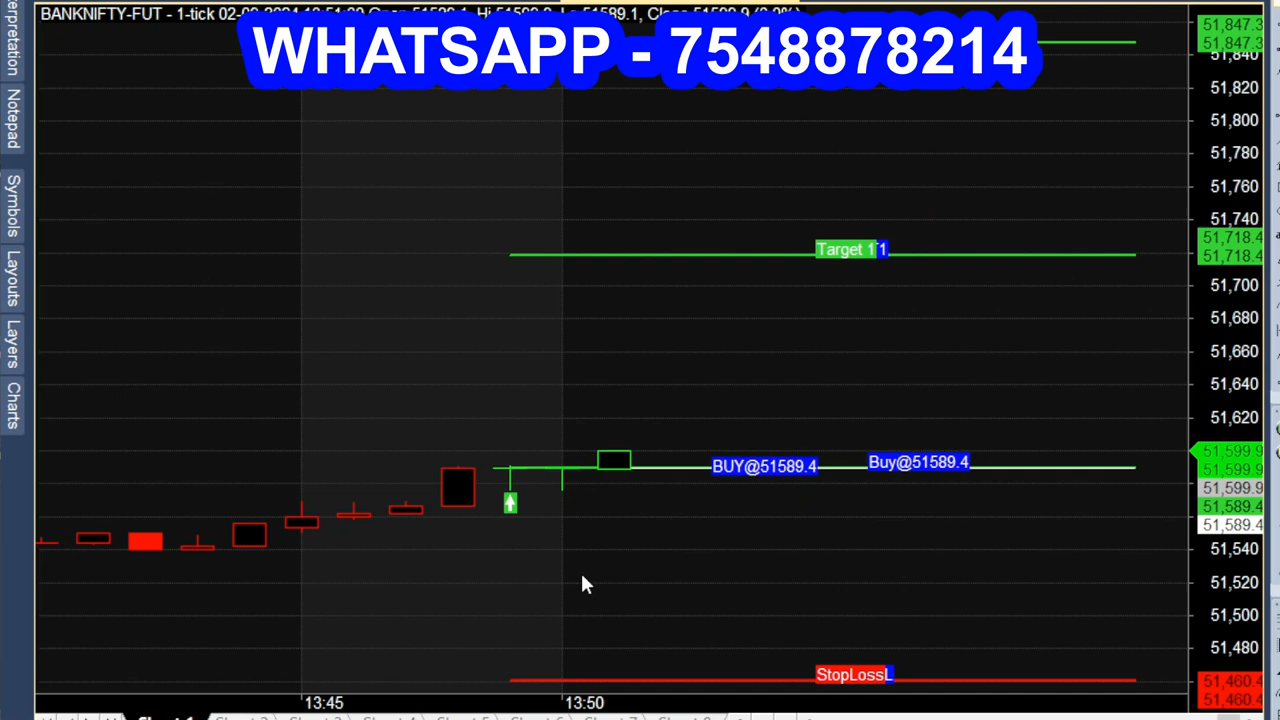 BANKNIFTY-FUT - 1-tick
WHATSAPP - 7548878214
Interpretation
Notepad
Symbols
Layouts
Layers
Charts
51,847.3
51,847.3
51,840
51,820
51,800
51,780
51,760
51,740
51,718.4
51,718.4
51,700
51,680
51,660
51,640
51,620
51,599.9
51,599.9
51,599.9
51,589.4
51,589.4
51,540
51,520
51,500
51,480
51,460.4
51,460.4
Target 1
BUY@51589.4
Buy@51589.4
StopLoss
13:45
13:50
Sheet 1